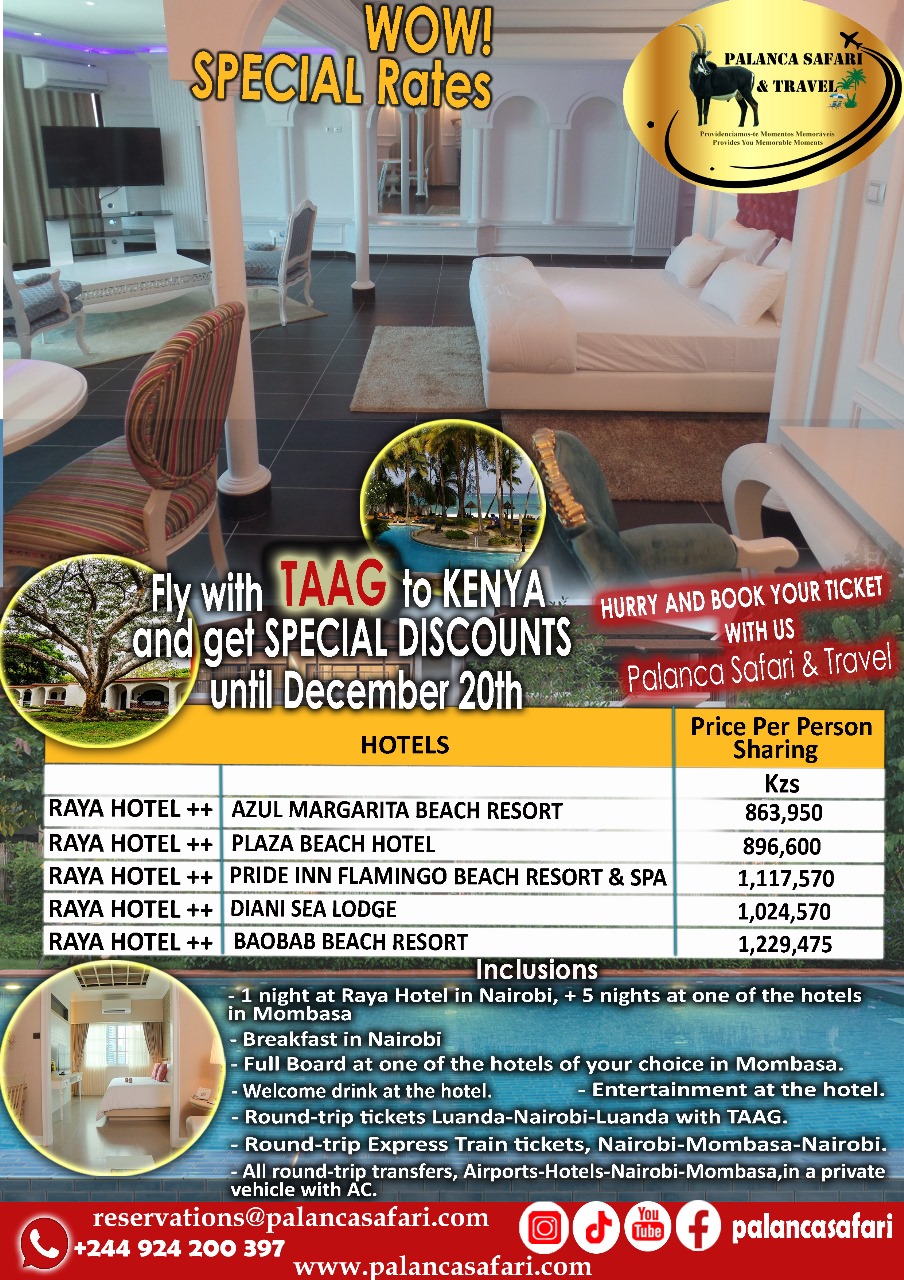 WOW!
SPECIAL Rates
PALANCA SAFARI
& TRAVEL
Providenciamos-te Momentos Memoráveis
Provides You Memorable Moments
Fly with TAAG to KENYA
and get SPECIAL DISCOUNTS
until December 20th
HURRY AND BOOK YOUR TICKET
WITH US
Palanca Safari & Travel
HOTELS
Price Per Person
Sharing
Kzs
RAYA HOTEL ++ AZUL MARGARITA BEACH RESORT 863,950
RAYA HOTEL ++ PLAZA BEACH HOTEL 896,600
RAYA HOTEL ++ PRIDE INN FLAMINGO BEACH RESORT & SPA 1,117,570
RAYA HOTEL ++ DIANI SEA LODGE 1,024,570
RAYA HOTEL ++ BAOBAB BEACH RESORT 1,229,475
Inclusions
- 1 night at Raya Hotel in Nairobi, + 5 nights at one of the hotels
in Mombasa
- Breakfast in Nairobi
- Full Board at one of the hotels of your choice in Mombasa.
- Welcome drink at the hotel. - Entertainment at the hotel.
- Round-trip tickets Luanda-Nairobi-Luanda with TAAG.
- Round-trip Express Train tickets, Nairobi-Mombasa-Nairobi.
- All round-trip transfers, Airports-Hotels-Nairobi-Mombasa,in a private
vehicle with AC.
reservations@palancasafari.com
+244 924 200 397
You
Tube
palancasafari
www.palancasafari.com